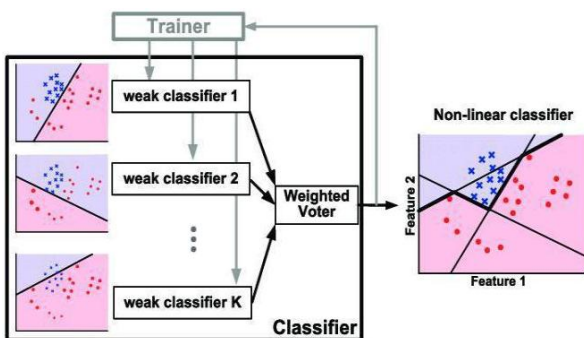 Trainer
weak classifier 1
weak classifier 2
weak classifier K
Weighted
Voter
Classifier
Non-linear classifier
Feature 2
Feature 1